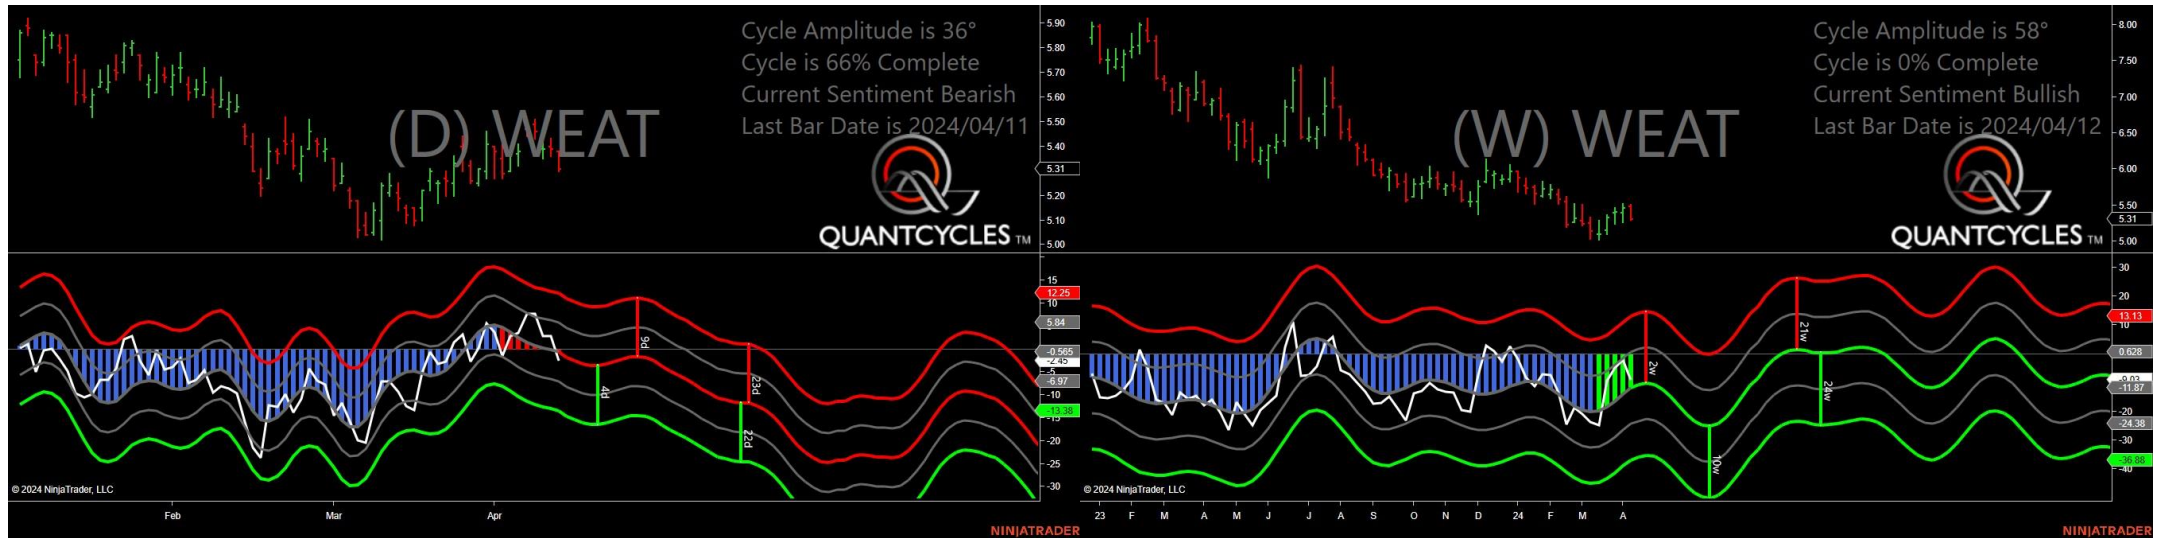 Cycle Amplitude is 36°
Cycle is 66% Complete
Current Sentiment Bearish
Last Bar Date is 2024/04/11
(D) WEAT
QUANTCYCLES TM
5.90
5.80
5.70
5.60
5.50
5.40
5.31
5.20
5.10
5.00
15
12.25
10
5.84
-0.565
-2.45
-5
-6.97
-10
-13.38
-15
-20
-25
-30
9d
4d
23d
22d
© 2024 NinjaTrader, LLC
Feb Mar Apr
NINJATRADER
Cycle Amplitude is 58°
Cycle is 0% Complete
Current Sentiment Bullish
Last Bar Date is 2024/04/12
(W) WEAT
QUANTCYCLES TM
8.00
7.50
7.00
6.50
6.00
5.50
5.31
5.00
30
20
13.13
10
0.628
-9.03
-11.87
-20
-24.38
-30
-36.88
-40
2w
10w
21w
24w
© 2024 NinjaTrader, LLC
23 F M A M J J A S O N D 24 F M A
NINJATRADER